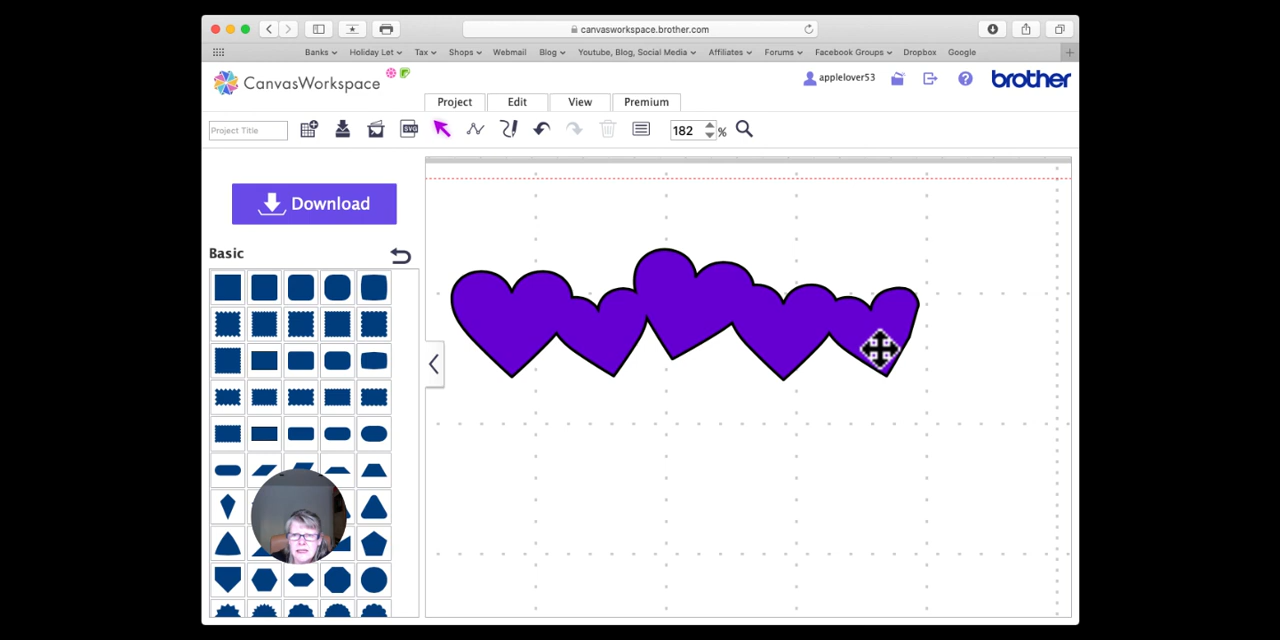 canvasworkspace.brother.com
Banks Holiday Let Tax Shops Webmail Blog Youtube, Blog, Social Media Affiliates Forums Facebook Groups Dropbox Google
CanvasWorkspace
applelover53
brother
Project Edit View Premium
Project Title
SVG
182 %
Download
Basic